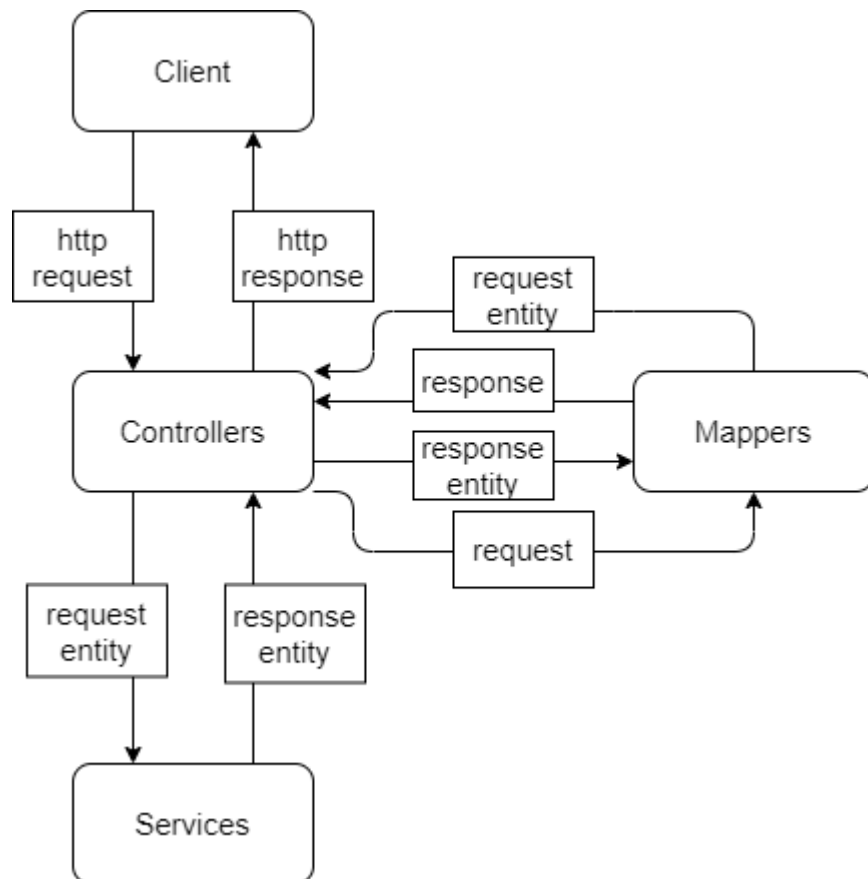 Client
http
request
http
response
request
entity
response
Controllers
Mappers
response
entity
request
request
entity
response
entity
Services